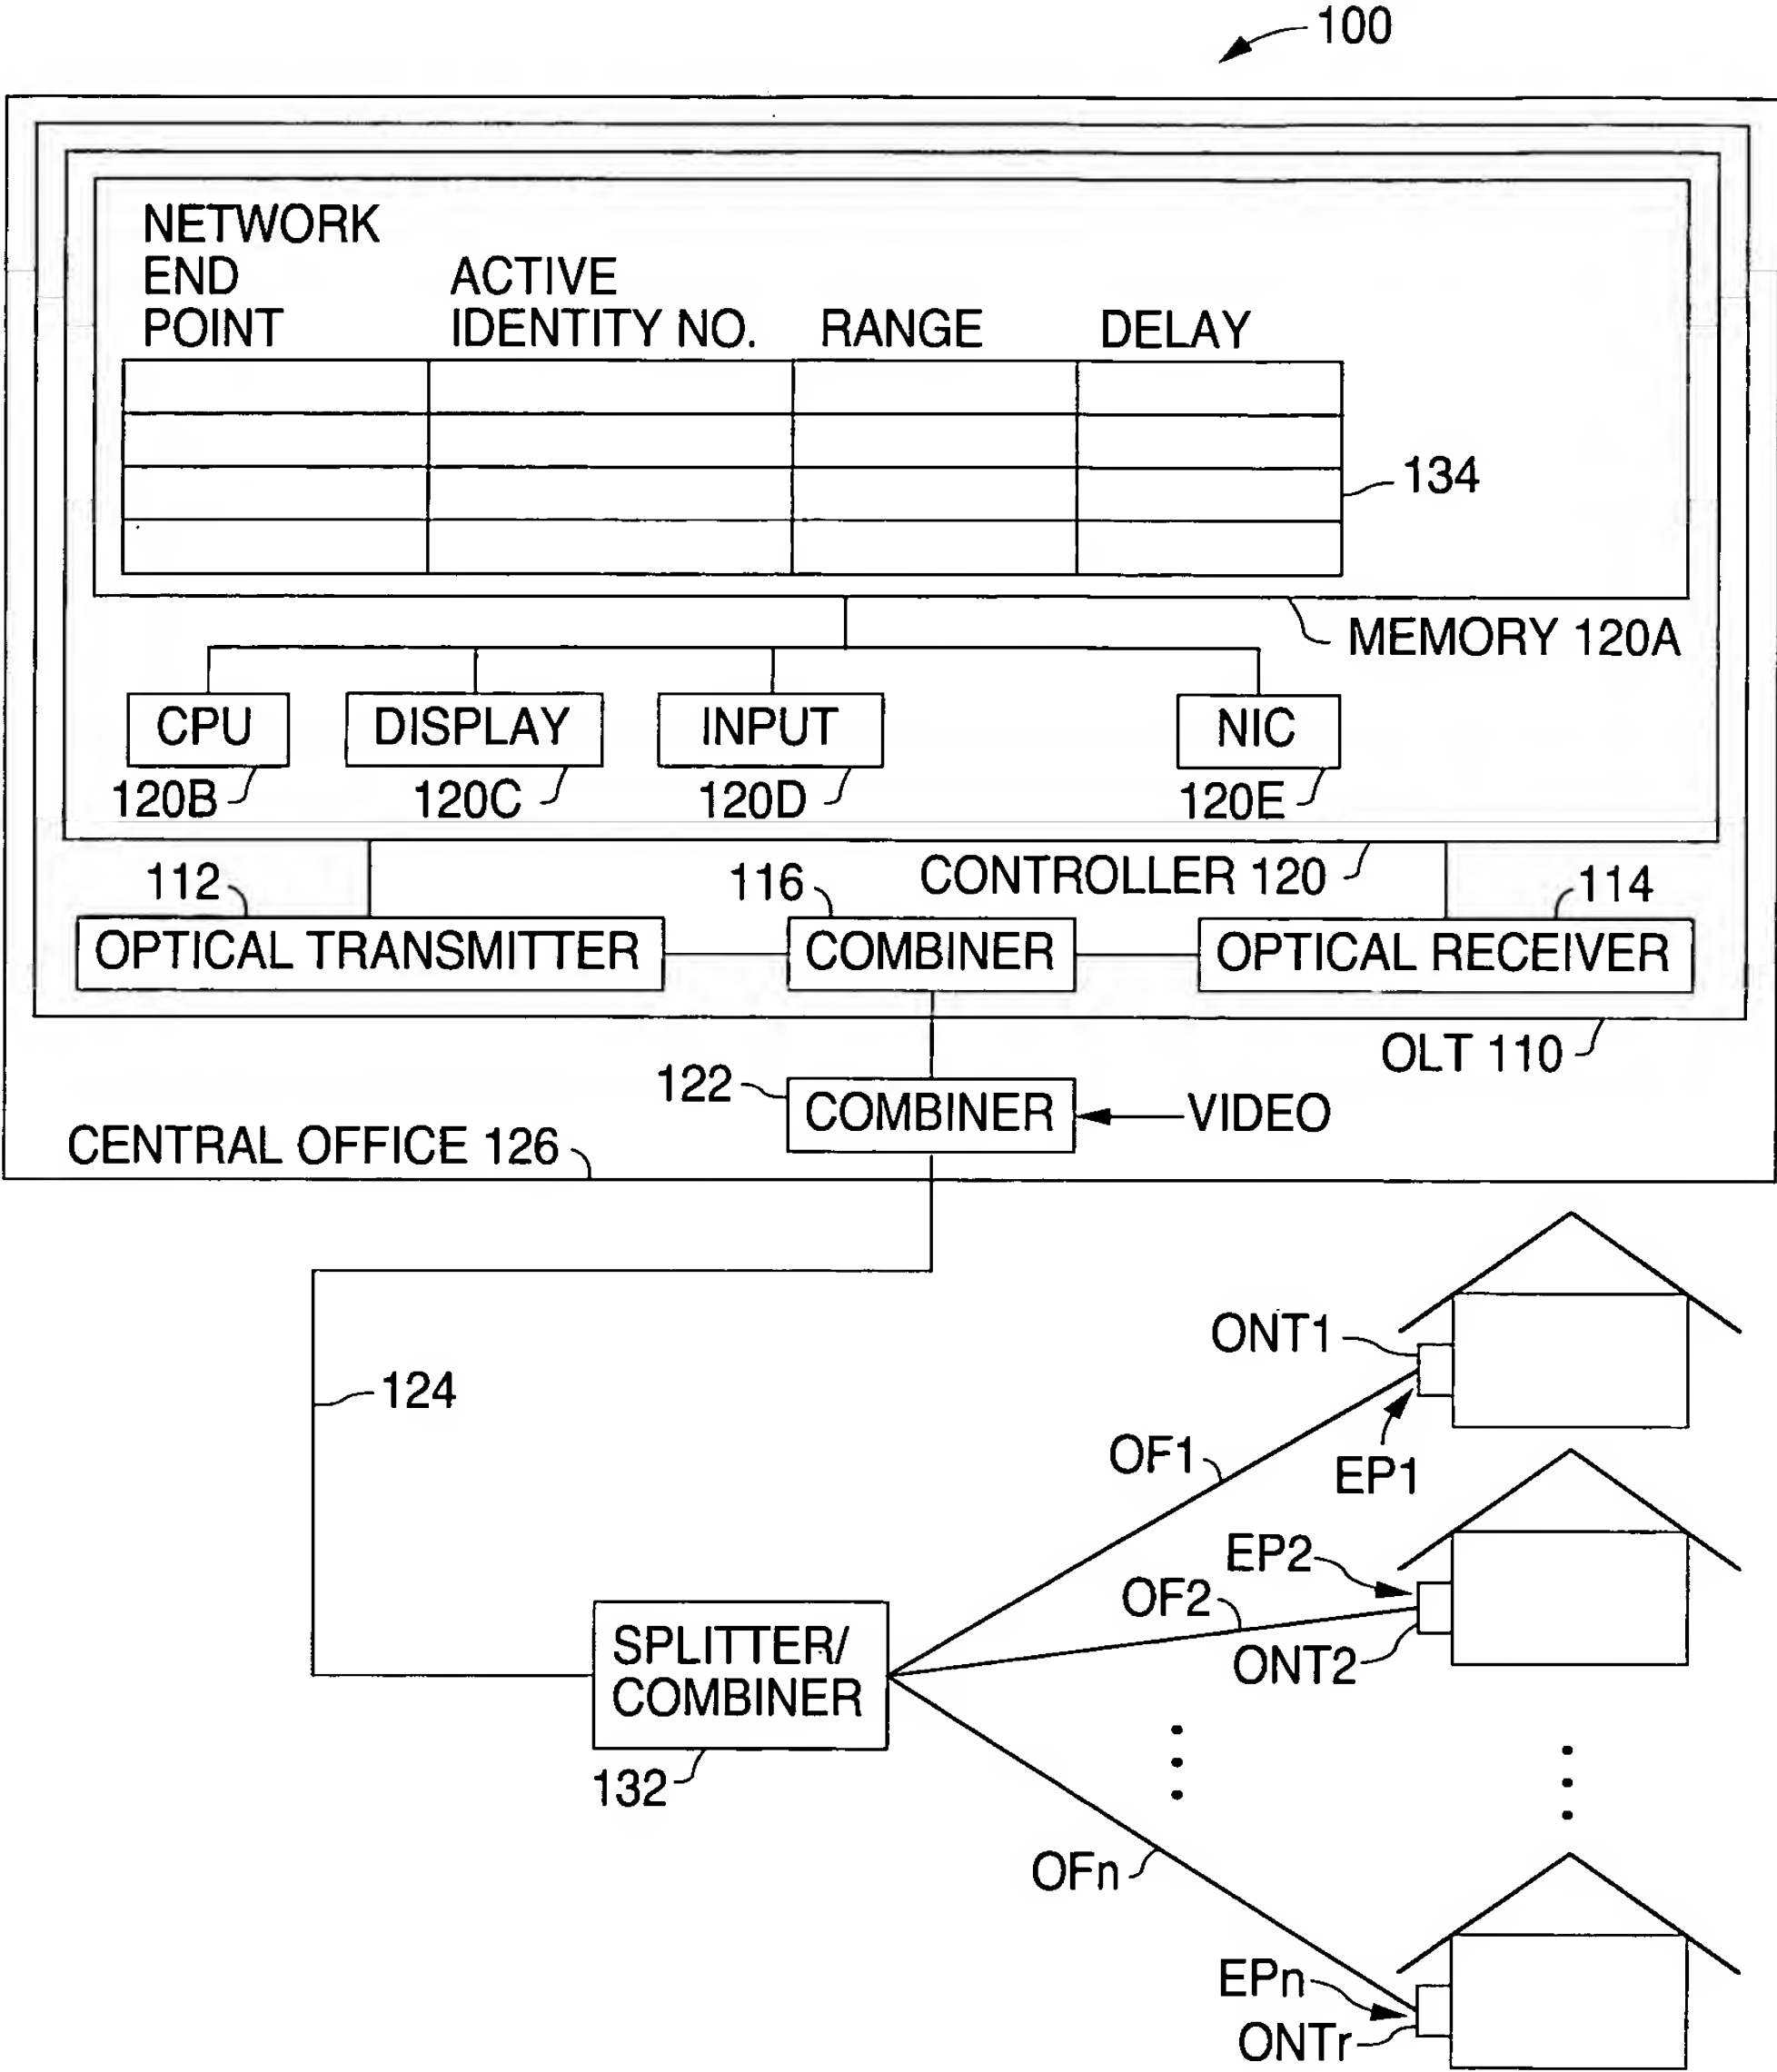 100
NETWORK
END
POINT
ACTIVE
IDENTITY NO.
RANGE
DELAY
134
MEMORY 120A
CPU
DISPLAY
INPUT
NIC
120B
120C
120D
120E
CONTROLLER 120
112
116
114
OPTICAL TRANSMITTER
COMBINER
OPTICAL RECEIVER
OLT 110
122
COMBINER
VIDEO
CENTRAL OFFICE 126
ONT1
124
OF1
EP1
EP2
OF2
SPLITTER/
COMBINER
ONT2
132
OFn
EPn
ONTr